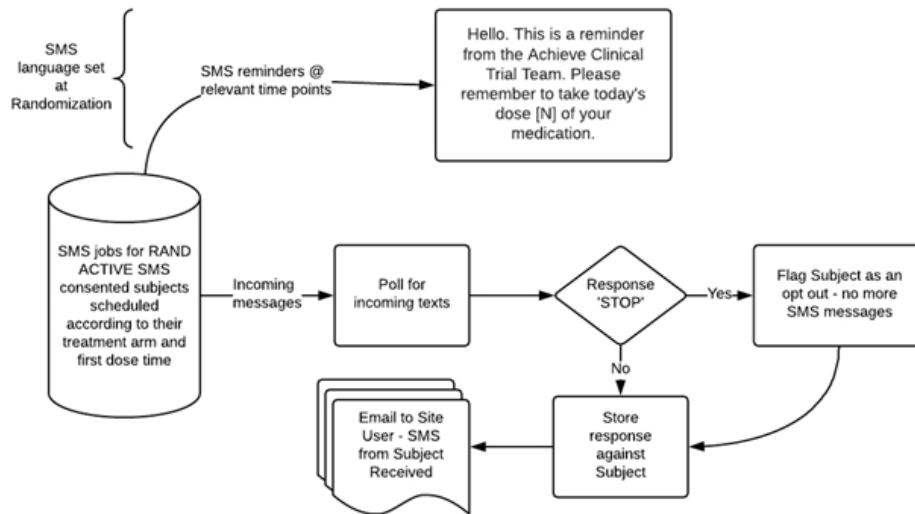 SMS
language set
at
Randomization
SMS reminders @
relevant time points
Hello. This is a reminder
from the Achieve Clinical
Trial Team. Please
remember to take today's
dose [N] of your
medication.
SMS jobs for RAND
ACTIVE SMS
consented subjects
scheduled
according to their
treatment arm and
first dose time
Incoming
messages
Poll for
incoming texts
Response
'STOP'
Yes
Flag Subject as an
opt out - no more
SMS messages
No
Store
response
against
Subject
Email to Site
User - SMS
from Subject
Received